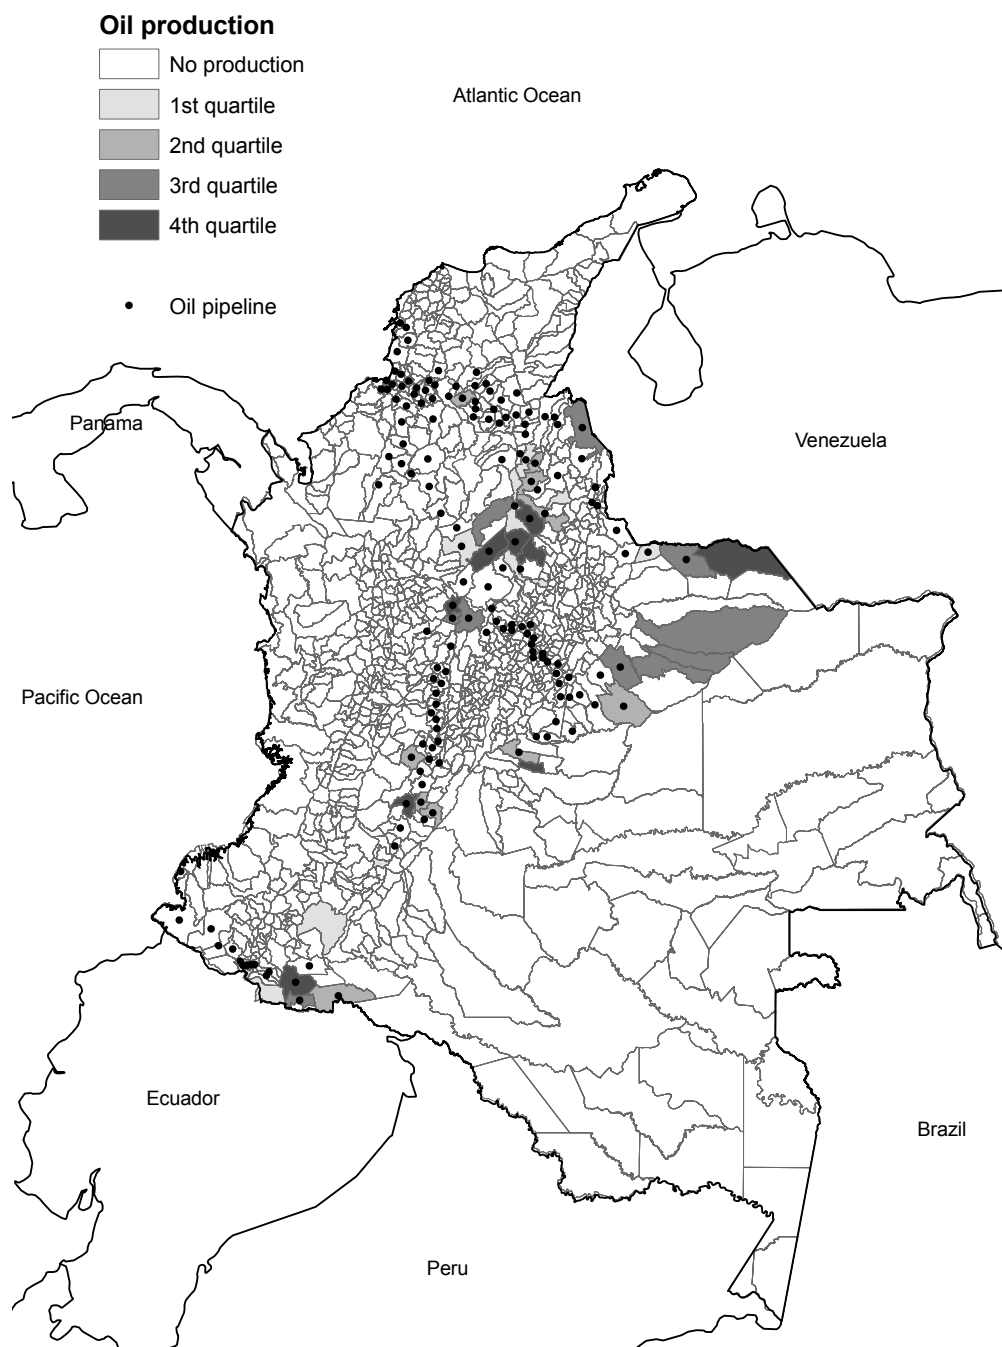 Oil production
No production
1st quartile
2nd quartile
3rd quartile
4th quartile
Oil pipeline
Atlantic Ocean
Panama
Venezuela
Pacific Ocean
Ecuador
Brazil
Peru